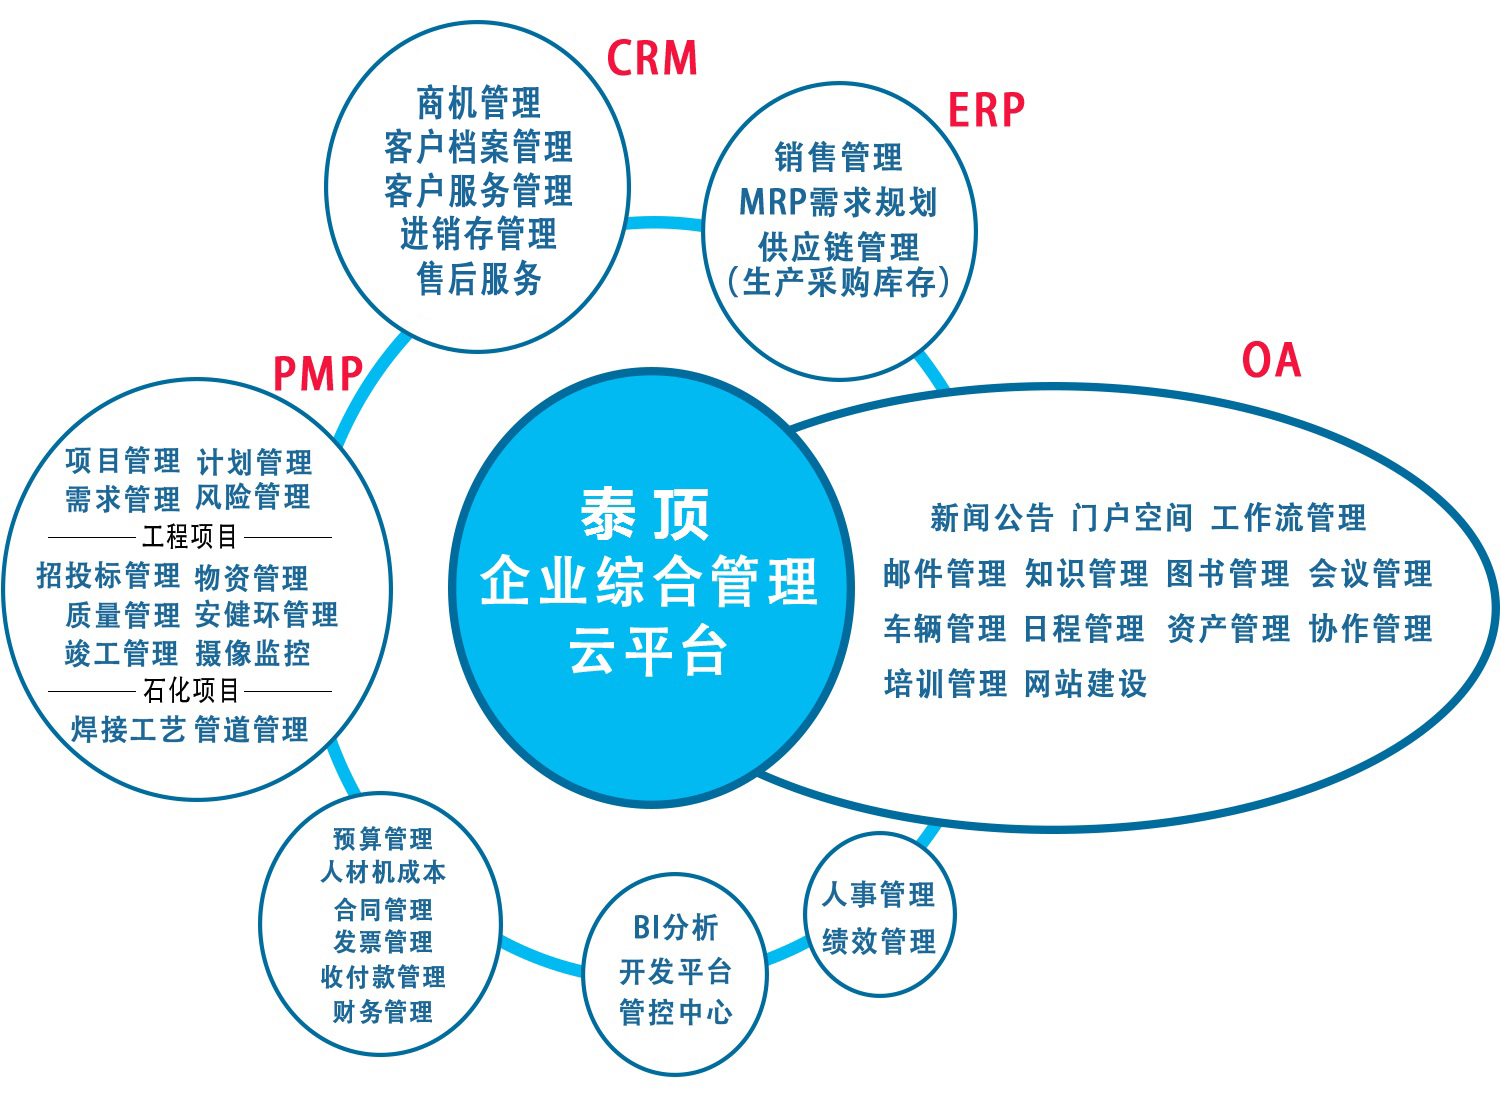 CRM
商机管理
客户档案管理
客户服务管理
进销存管理
售后服务
ERP
销售管理
MRP需求规划
供应链管理
（生产采购库存）
PMP
项目管理 计划管理
需求管理 风险管理
工程项目
招投标管理 物资管理
质量管理 安健环管理
竣工管理 摄像监控
石化项目
焊接工艺 管道管理
泰顶
企业综合管理
云平台
OA
新闻公告 门户空间 工作流管理
邮件管理 知识管理 图书管理 会议管理
车辆管理 日程管理 资产管理 协作管理
培训管理 网站建设
预算管理
人材机成本
合同管理
发票管理
收付款管理
财务管理
BI分析
开发平台
管控中心
人事管理
绩效管理